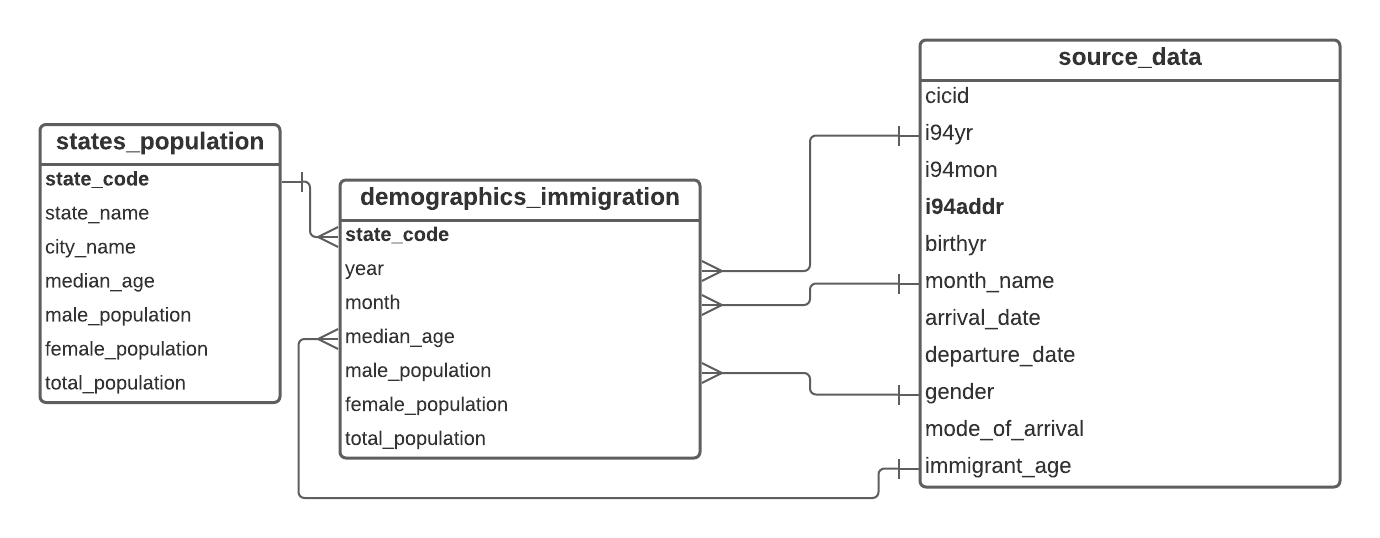 states_population
state_code
state_name
city_name
median_age
male_population
female_population
total_population
demographics_immigration
state_code
year
month
median_age
male_population
female_population
total_population
source_data
cicid
i94yr
i94mon
i94addr
birthyr
month_name
arrival_date
departure_date
gender
mode_of_arrival
immigrant_age